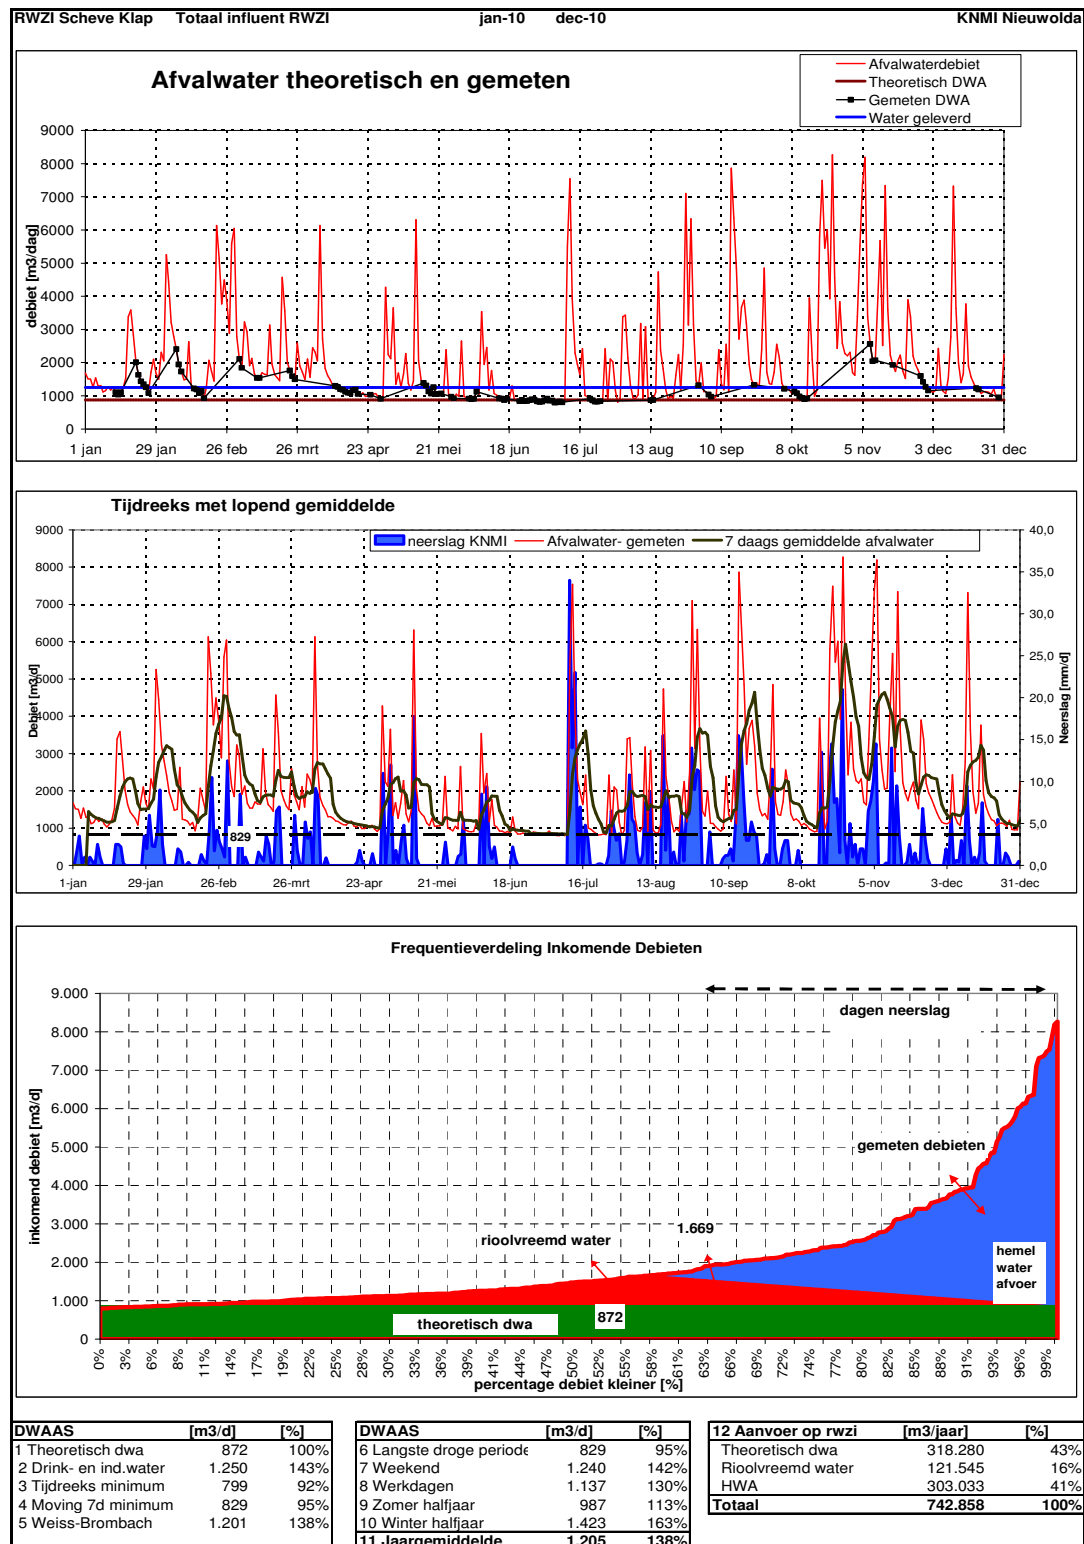 RWZI Scheve Klap Totaal influent RWZI jan-10 dec-10 KNMI Nieuwolda
Afvalwater theoretisch en gemeten
Afvalwaterdebiet
Theoretisch DWA
Gemeten DWA
Water geleverd
debiet [m3/dag]
9000
8000
7000
6000
5000
4000
3000
2000
1000
0
1 jan 29 jan 26 feb 26 mrt 23 apr 21 mei 18 jun 16 jul 13 aug 10 sep 8 okt 5 nov 3 dec 31 dec
Tijdreeks met lopend gemiddelde
neerslag KNMI Afvalwater- gemeten 7 daags gemiddelde afvalwater
Debiet [m3/d]
9000
8000
7000
6000
5000
4000
3000
2000
1000
0
829
40,0
35,0
30,0
25,0
20,0
15,0
10,0
5,0
0,0
Neerslag [mm/d]
1-jan 29-jan 26-feb 26-mrt 23-apr 21-mei 18-jun 16-jul 13-aug 10-sep 8-okt 5-nov 3-dec 31-dec
Frequentieverdeling Inkomende Debieten
inkomend debiet [m3/d]
9.000
8.000
7.000
6.000
5.000
4.000
3.000
2.000
1.000
0
dagen neerslag
gemeten debieten
1.669
rioolvreemd water
hemel
water
afvoer
872
theoretisch dwa
0% 3% 6% 8% 11% 14% 17% 19% 22% 25% 28% 30% 33% 36% 39% 41% 44% 47% 50% 52% 55% 58% 61% 63% 66% 69% 72% 74% 77% 80% 83% 85% 88% 91% 93% 96% 99%
percentage debiet kleiner [%]
DWAAS [m3/d] [%]
1 Theoretisch dwa 872 100%
2 Drink- en ind.water 1.250 143%
3 Tijdreeks minimum 799 92%
4 Moving 7d minimum 829 95%
5 Weiss-Brombach 1.201 138%
DWAAS [m3/d] [%]
6 Langste droge periode 829 95%
7 Weekend 1.240 142%
8 Werkdagen 1.137 130%
9 Zomer halfjaar 987 113%
10 Winter halfjaar 1.423 163%
11 Jaargemiddelde 1.205 138%
12 Aanvoer op rwzi [m3/jaar] [%]
Theoretisch dwa 318.280 43%
Rioolvreemd water 121.545 16%
HWA 303.033 41%
Totaal 742.858 100%